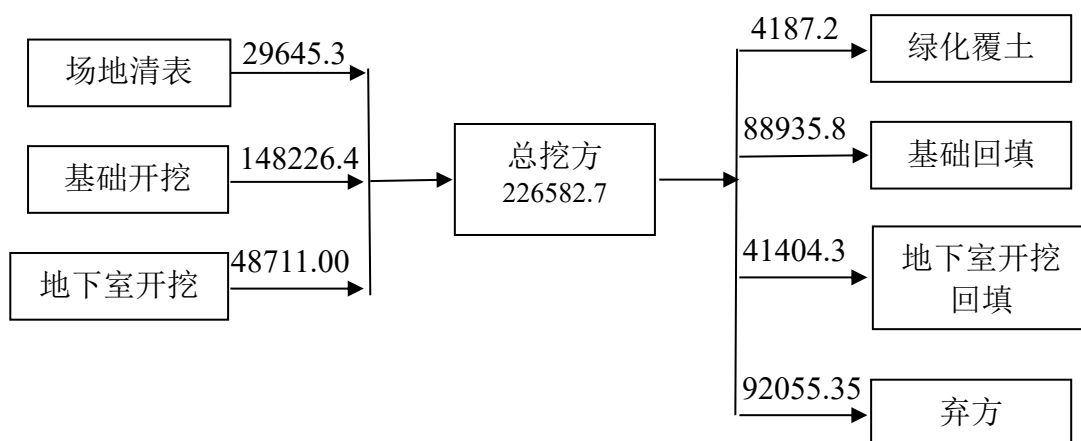 场地清表
29645.3
基础开挖
148226.4
地下室开挖
48711.00
总挖方
226582.7
4187.2
绿化覆土
88935.8
基础回填
41404.3
地下室开挖
回填
92055.35
弃方